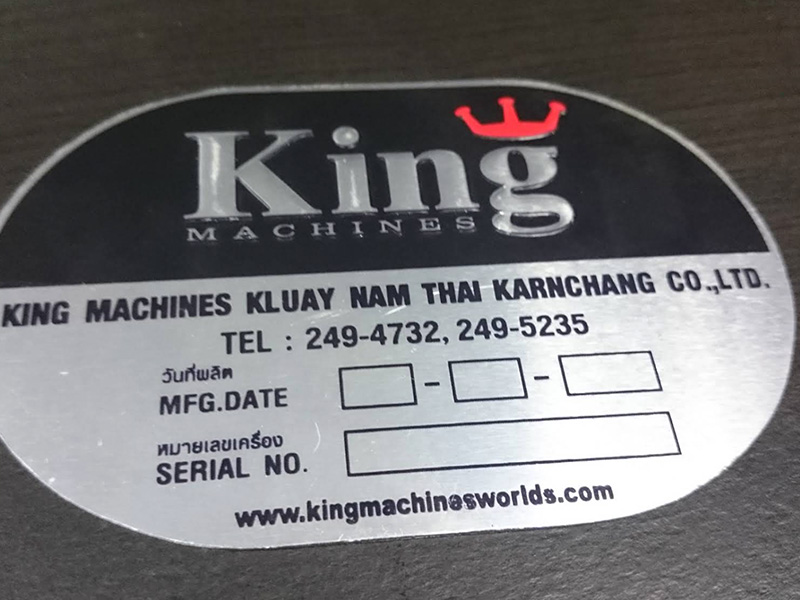 King
MACHINES
KING MACHINES KLUAY NAM THAI KARNCHANG CO.,LTD.
TEL : 249-4732, 249-5235
วันที่ผลิต
MFG.DATE - -
หมายเลขเครื่อง
SERIAL NO.
www.kingmachinesworlds.com